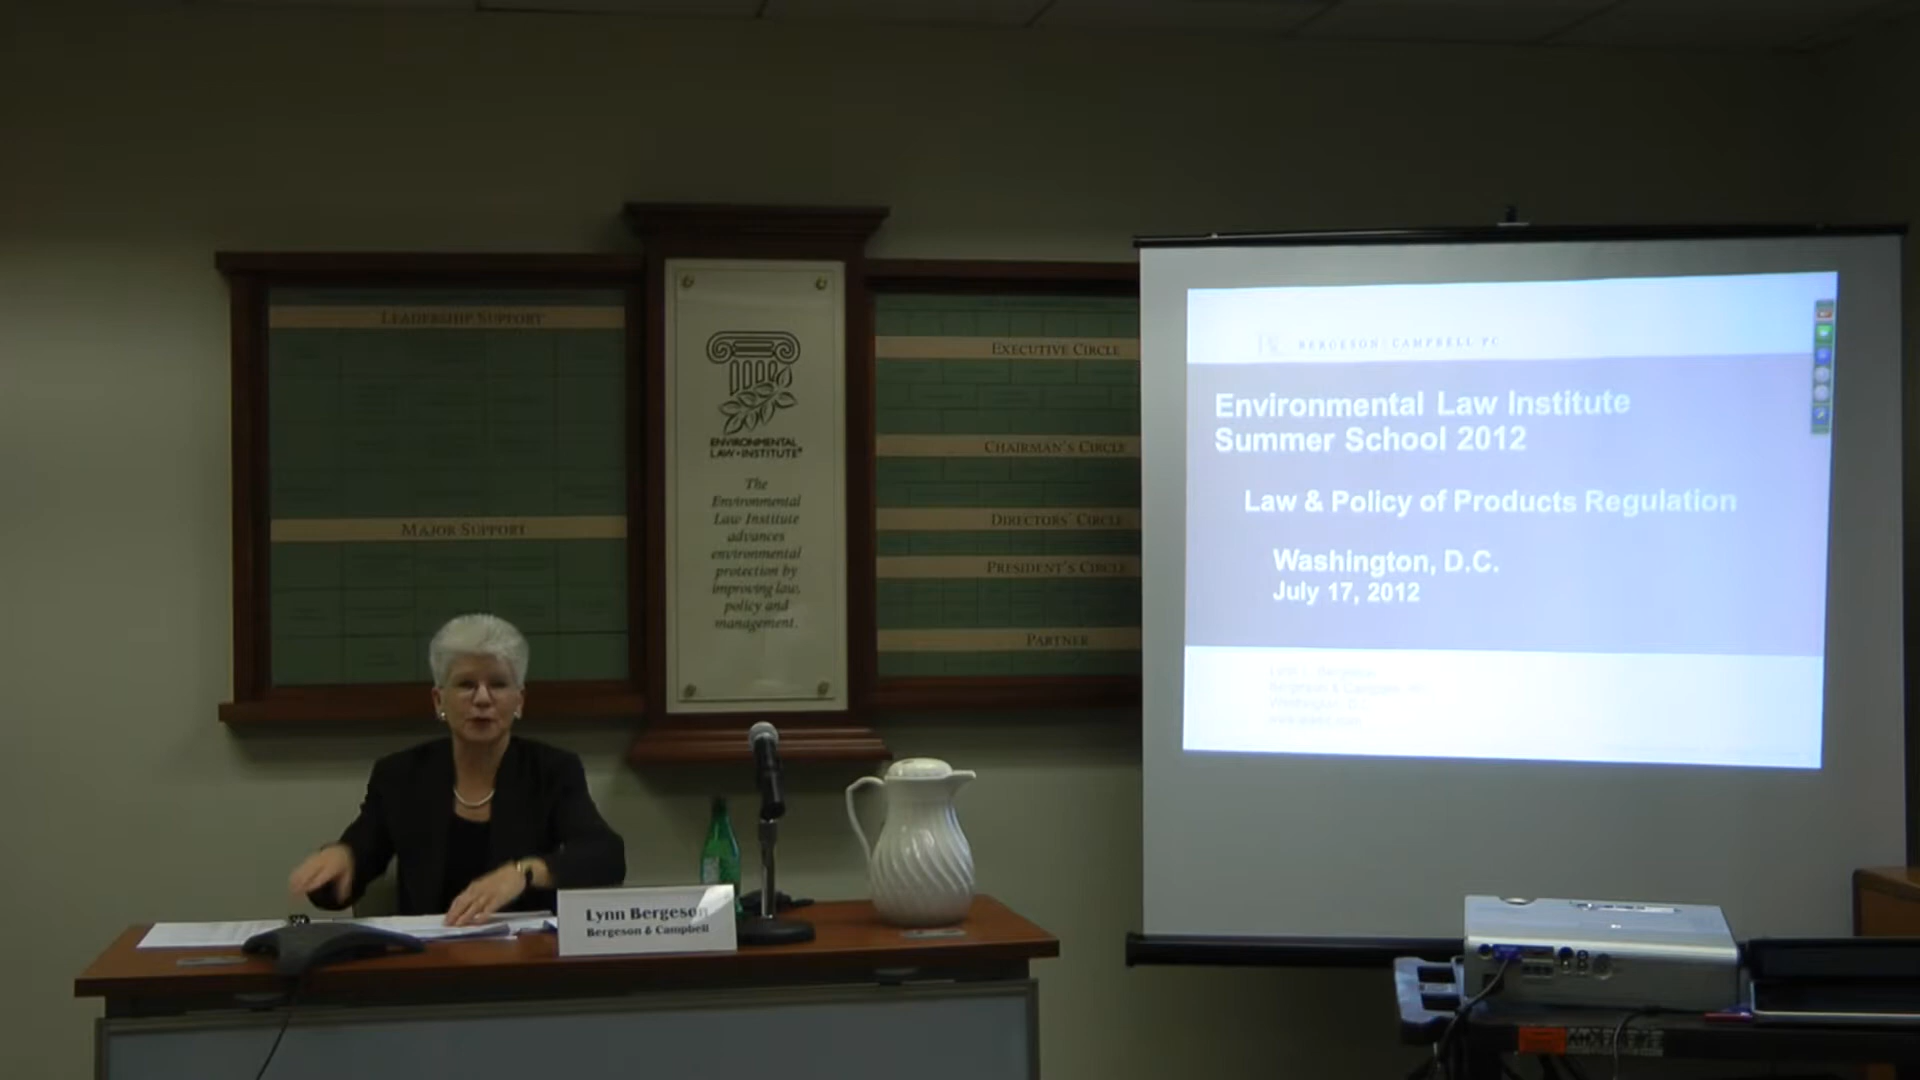 LEADERSHIP SUPPORT
MAJOR SUPPORT
ENVIRONMENTAL
LAW•INSTITUTE®
The
Environmental
Law Institute
advances
environmental
protection by
improving law,
policy and
management.
EXECUTIVE CIRCLE
CHAIRMAN'S CIRCLE
DIRECTORS' CIRCLE
PRESIDENT'S CIRCLE
PARTNER
BERGESON & CAMPBELL PC
Environmental Law Institute
Summer School 2012
Law & Policy of Products Regulation
Washington, D.C.
July 17, 2012
Lynn Bergeson
Bergeson & Campbell